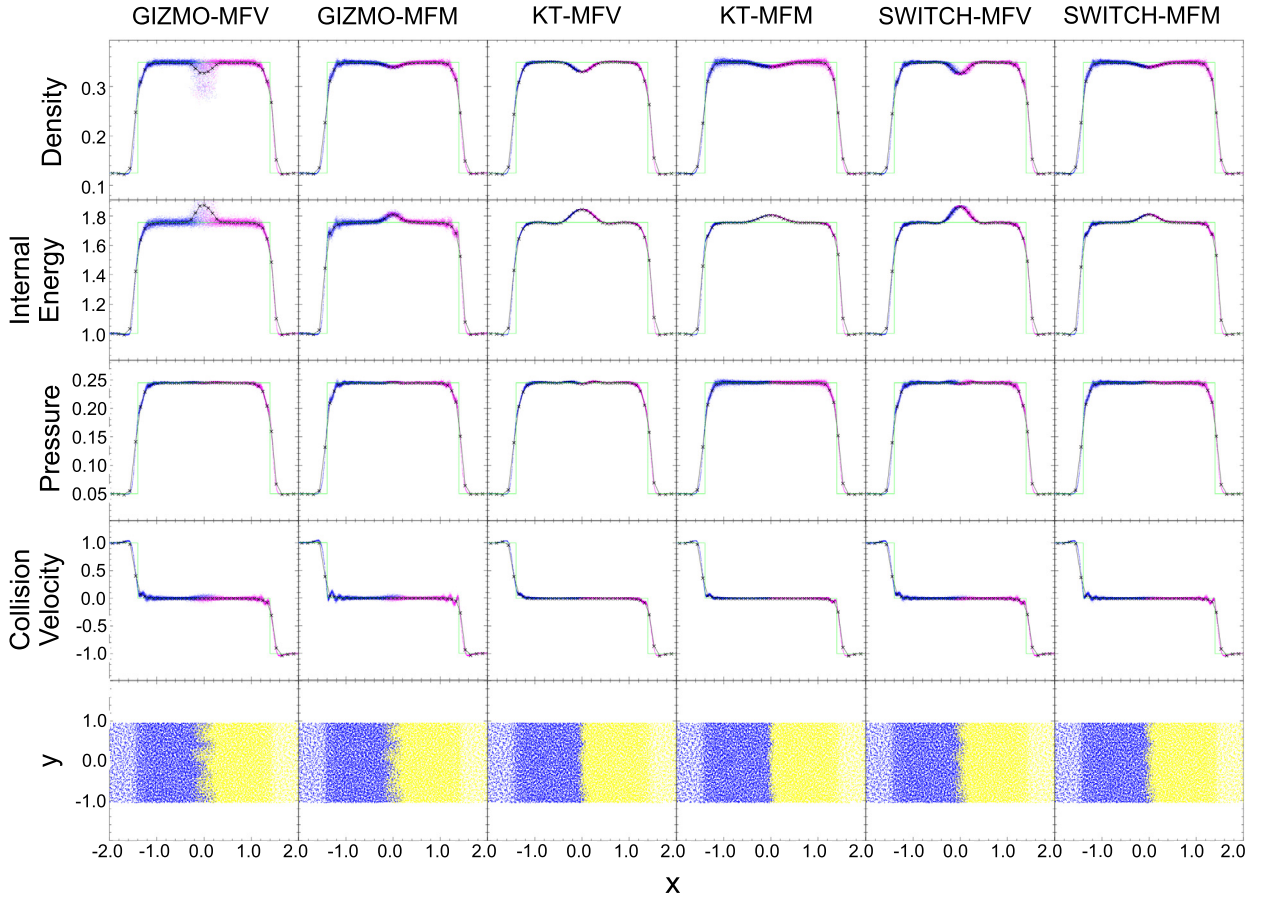 GIZMO-MFV GIZMO-MFM KT-MFV KT-MFM SWITCH-MFV SWITCH-MFM
Density
0.3
0.2
0.1
Internal
Energy
1.8
1.6
1.4
1.2
1.0
Pressure
0.25
0.20
0.15
0.10
0.05
Collision
Velocity
1.0
0.5
0.0
-0.5
-1.0
y
1.0
0.0
-1.0
-2.0 -1.0 0.0 1.0 2.0 -1.0 0.0 1.0 2.0 -1.0 0.0 1.0 2.0 -1.0 0.0 1.0 2.0 -1.0 0.0 1.0 2.0 -1.0 0.0 1.0 2.0
x